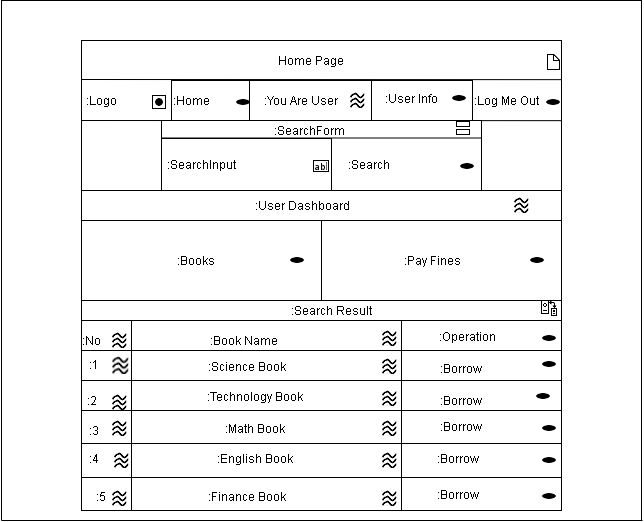 Home Page
:Logo :Home :You Are User :User Info :Log Me Out
:SearchForm
:SearchInput abl :Search
:User Dashboard
:Books :Pay Fines
:Search Result
:No :Book Name :Operation
:1 :Science Book :Borrow
:2 :Technology Book :Borrow
:3 :Math Book :Borrow
:4 :English Book :Borrow
:5 :Finance Book :Borrow